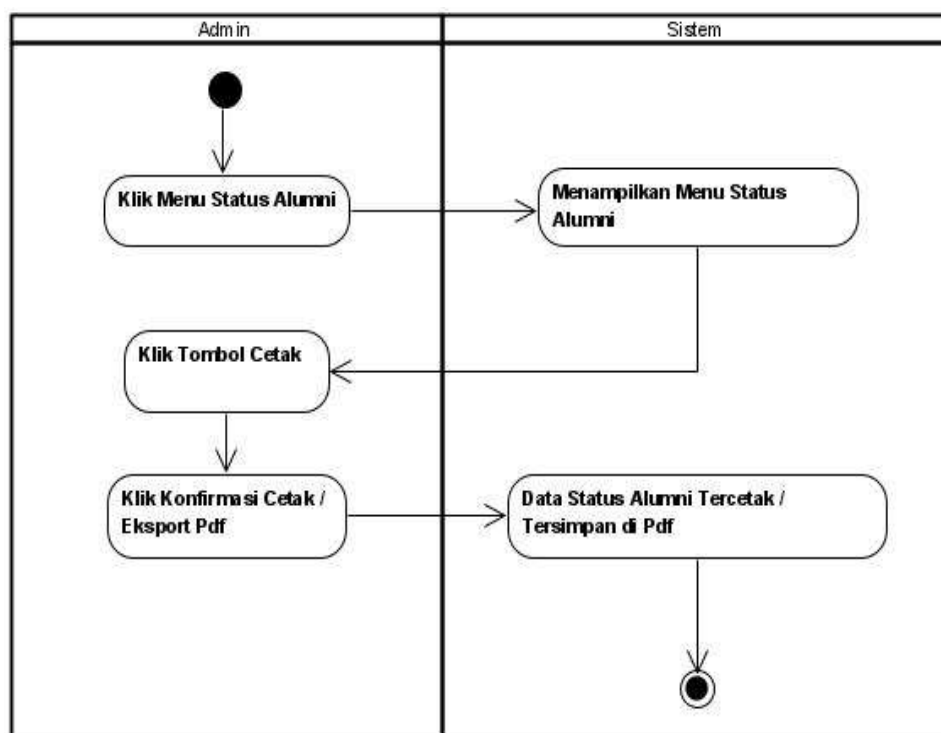 Admin
Sistem
Klik Menu Status Alumni
Menampilkan Menu Status
Alumni
Klik Tombol Cetak
Klik Konfirmasi Cetak /
Eksport Pdf
Data Status Alumni Tercetak /
Tersimpan di Pdf